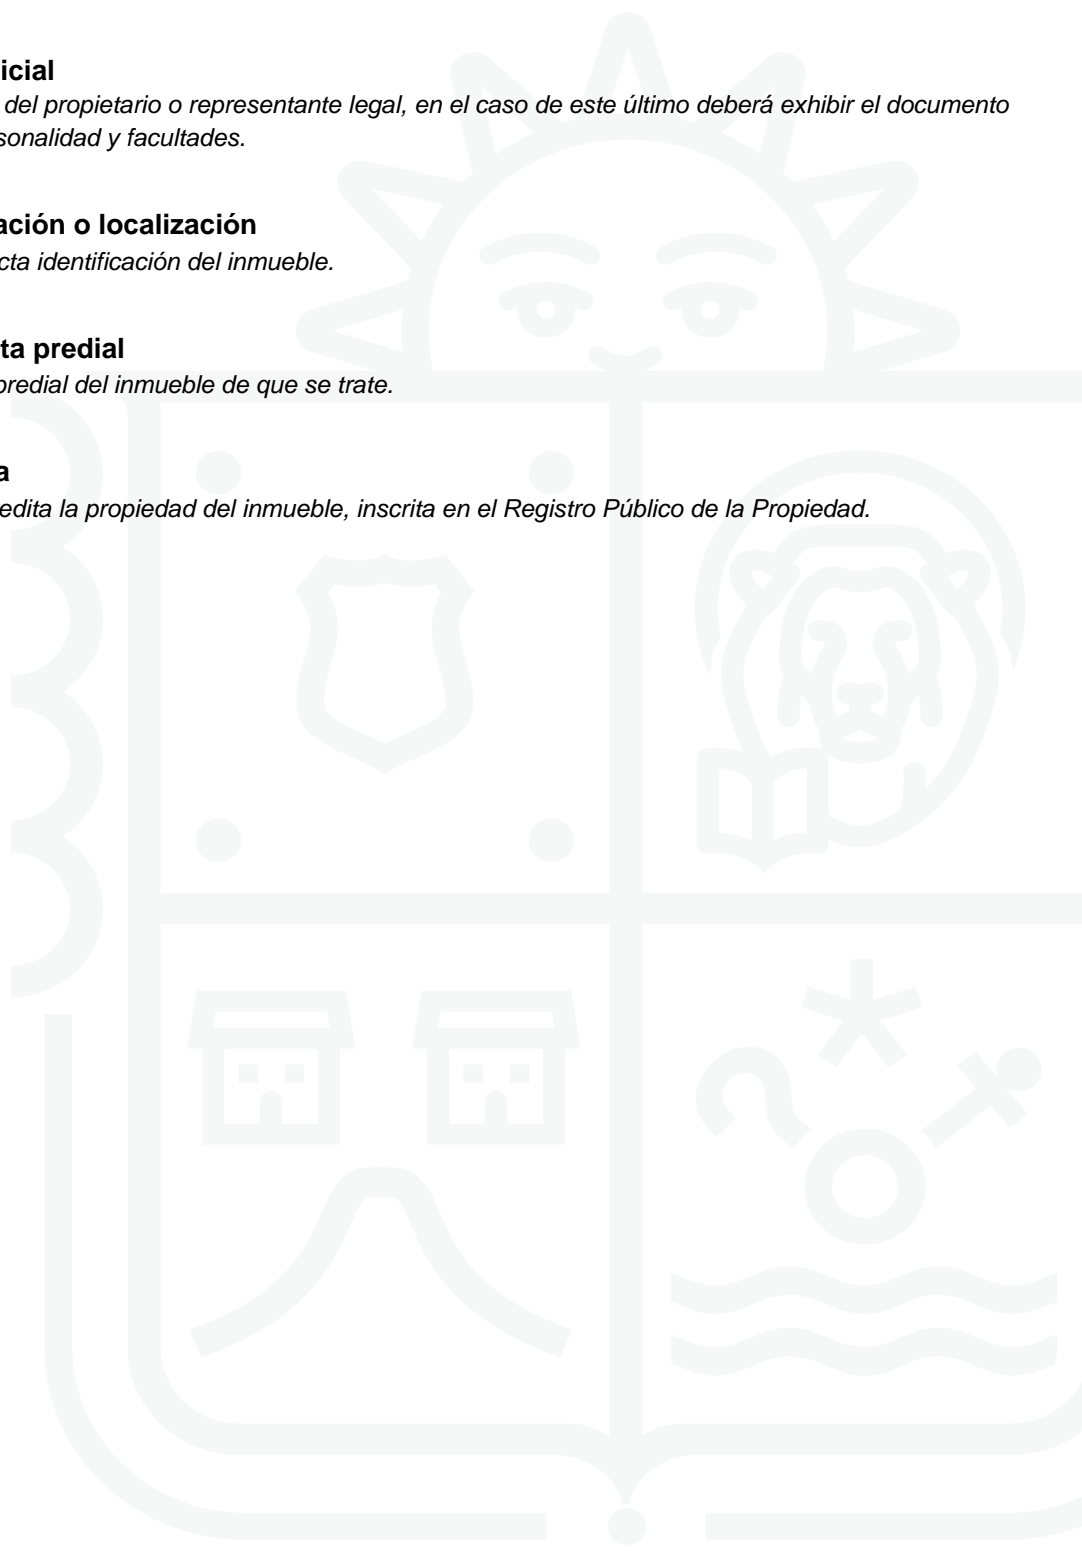 icial
del propietario o representante legal, en el caso de este último deberá exhibir el documento
sonalidad y facultades.
ación o localización
cta identificación del inmueble.
ta predial
predial del inmueble de que se trate.
a
edita la propiedad del inmueble, inscrita en el Registro Público de la Propiedad.